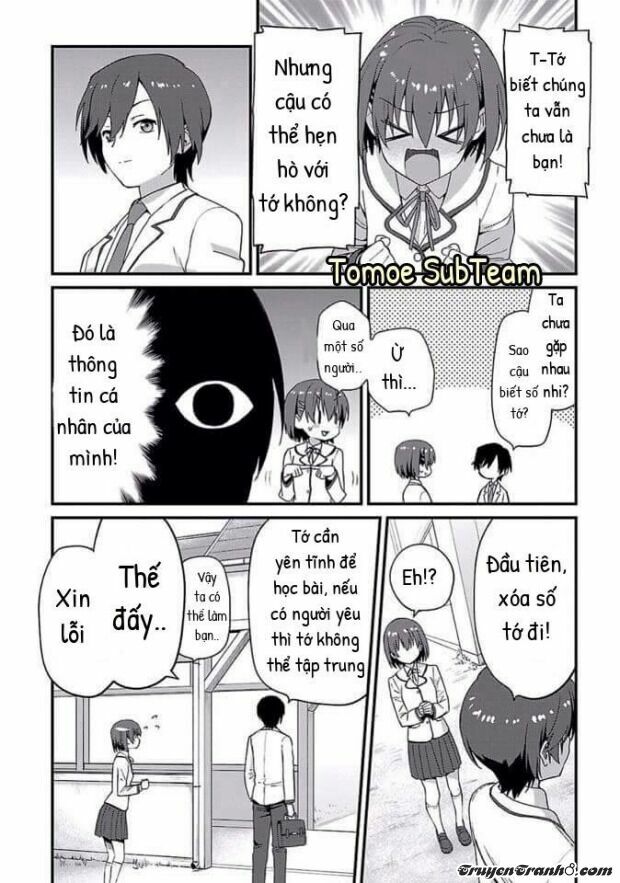 T-Tớ
biết chúng
ta vẫn
chưa là
bạn!
Nhưng
cậu có
thể hẹn
hò với
tớ không?
Tomoe SubTeam
Ta
chưa
gặp
nhau
nhỉ?
Sao
cậu
biết số
tớ?
Ừ
thì...
Qua
một số
người..
Đó là
thông
tin cá
nhân của
mình!
Đầu tiên,
xóa số
tớ đi!
Eh!?
Tớ cần
yên tĩnh để
học bài, nếu
có người yêu
thì tớ không
thể tập trung
Vậy
ta có
thể làm
bạn..
Thế
đấy..
Xin
lỗi
TruyenTranh8.com